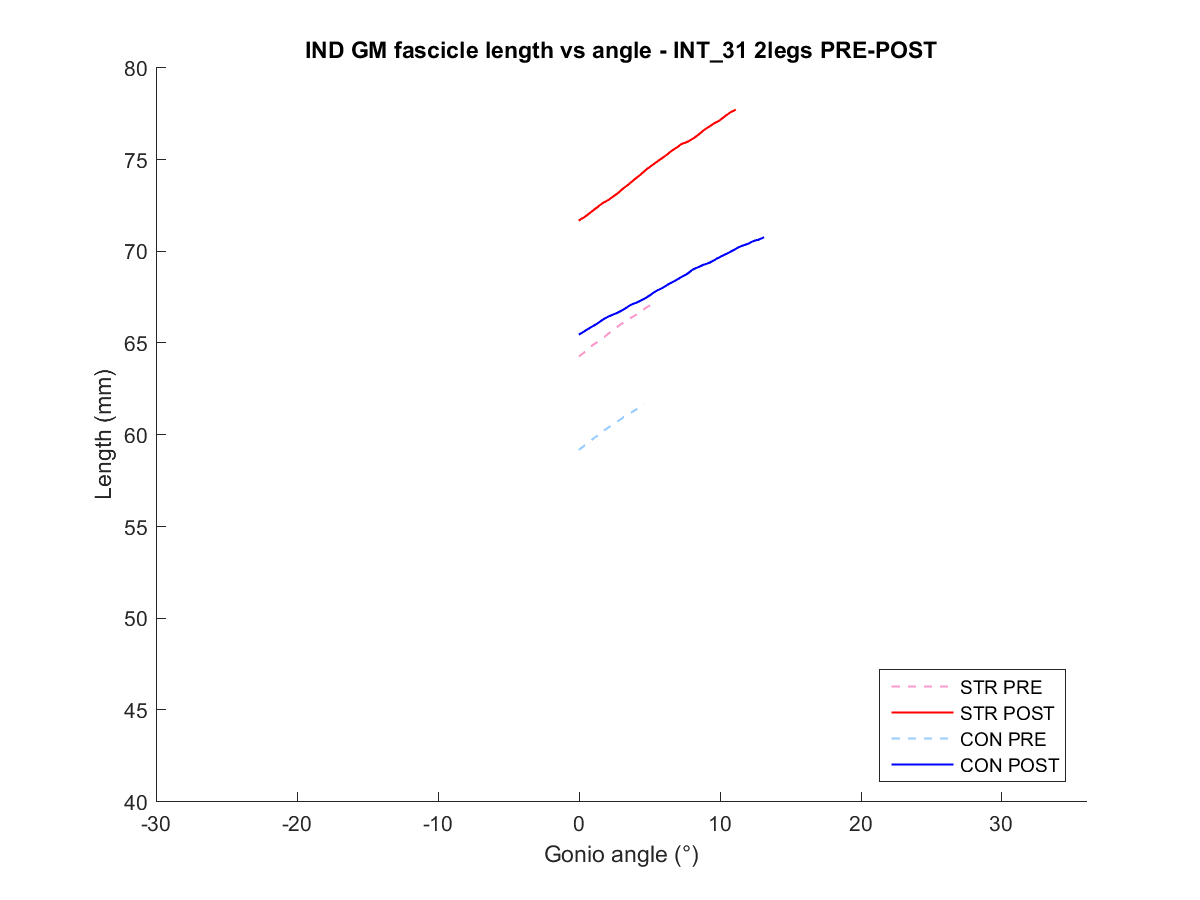 IND GM fascicle length vs angle - INT_31 2legs PRE-POST
80
75
70
65
60
55
50
45
40
Length (mm)
-30
-20
-10
0
10
20
30
Gonio angle (°)
STR PRE
STR POST
CON PRE
CON POST